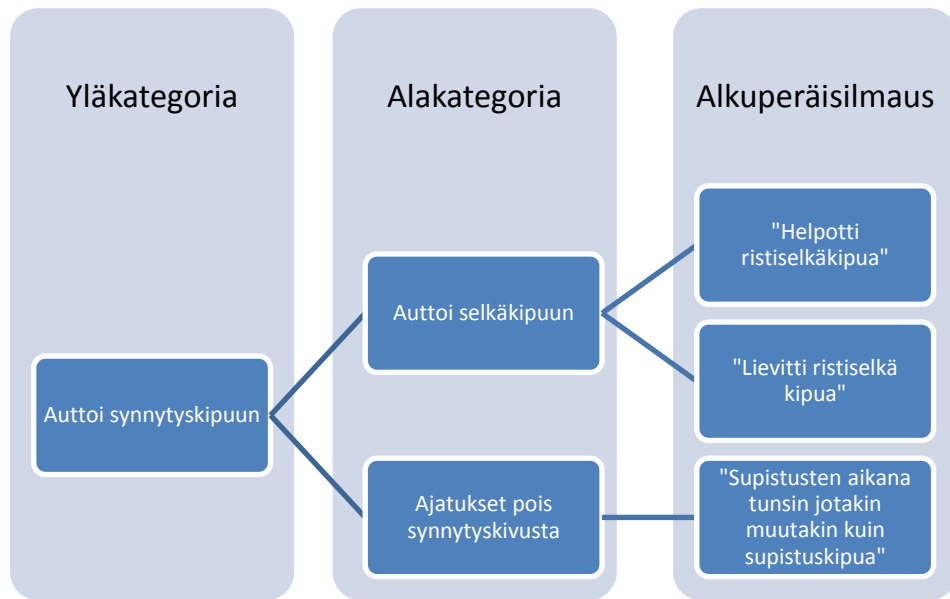 Yläkategoria
Alakategoria
Alkuperäisilmaus
Auttoi synnytyskipuun
Auttoi selkäkipuun
Ajatukset pois
synnytyskivusta
"Helpotti
ristiselkäkipua"
"Lievitti ristiselkä
kipua"
"Supistusten aikana
tunsin jotakin
muutakin kuin
supistuskipua"